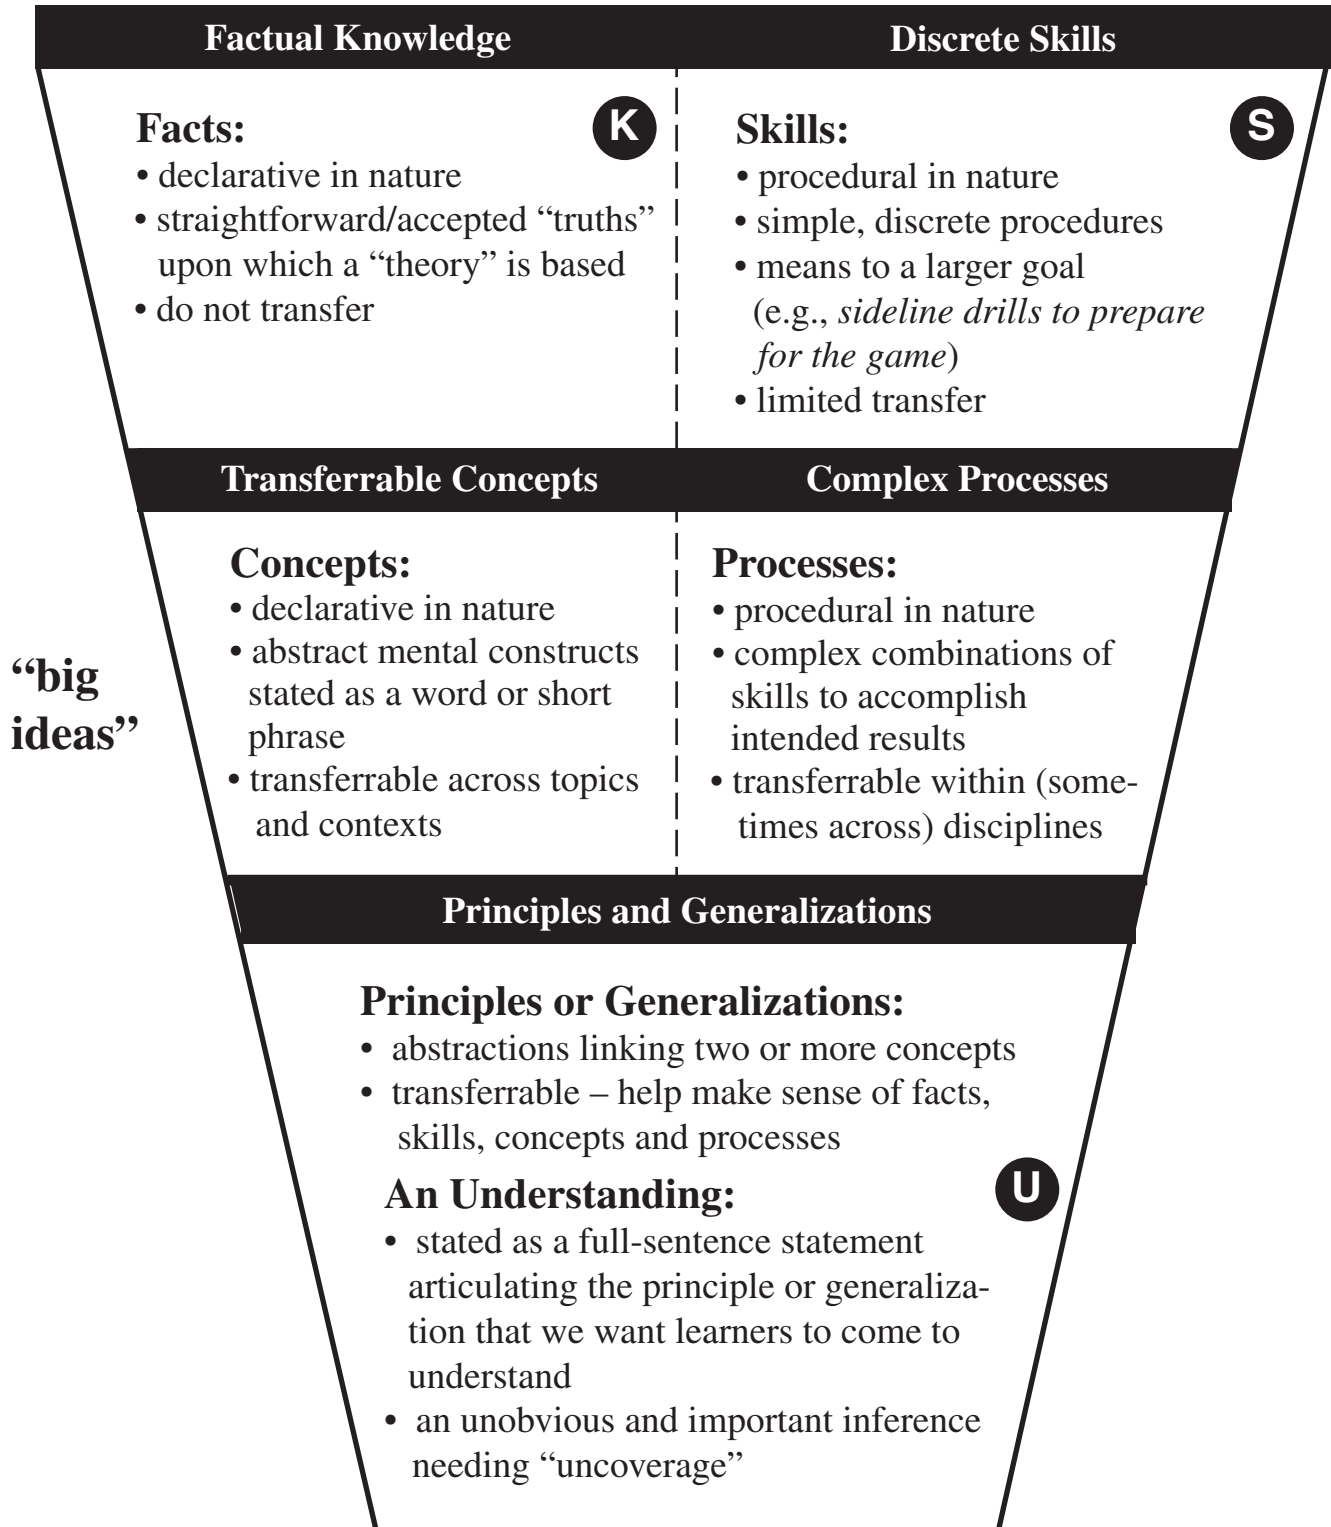 Factual Knowledge
Discrete Skills
Facts:
K
• declarative in nature
• straightforward/accepted “truths”
upon which a “theory” is based
• do not transfer
Skills:
S
• procedural in nature
• simple, discrete procedures
• means to a larger goal
(e.g., sideline drills to prepare
for the game)
• limited transfer
Transferrable Concepts
Complex Processes
“big
ideas”
Concepts:
• declarative in nature
• abstract mental constructs
stated as a word or short
phrase
• transferrable across topics
and contexts
Processes:
• procedural in nature
• complex combinations of
skills to accomplish
intended results
• transferrable within (some-
times across) disciplines
Principles and Generalizations
Principles or Generalizations:
• abstractions linking two or more concepts
• transferrable – help make sense of facts,
skills, concepts and processes
An Understanding:
U
• stated as a full-sentence statement
articulating the principle or generaliza-
tion that we want learners to come to
understand
• an unobvious and important inference
needing “uncoverage”